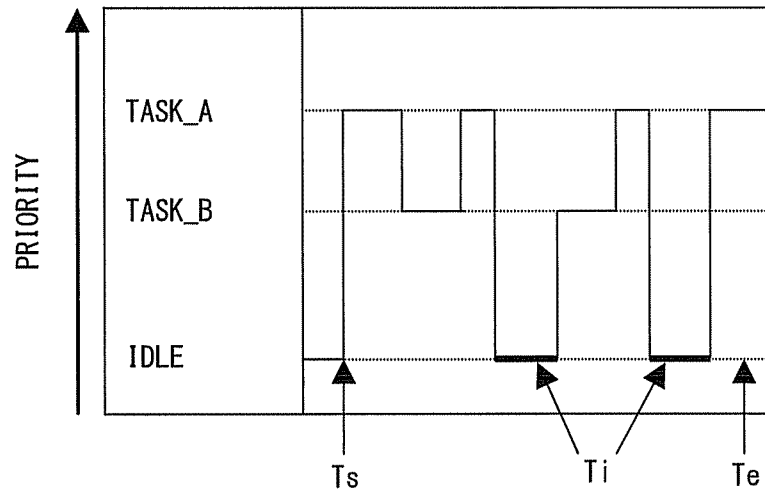 PRIORITY
TASK_A
TASK_B
IDLE
Ts
Ti
Te